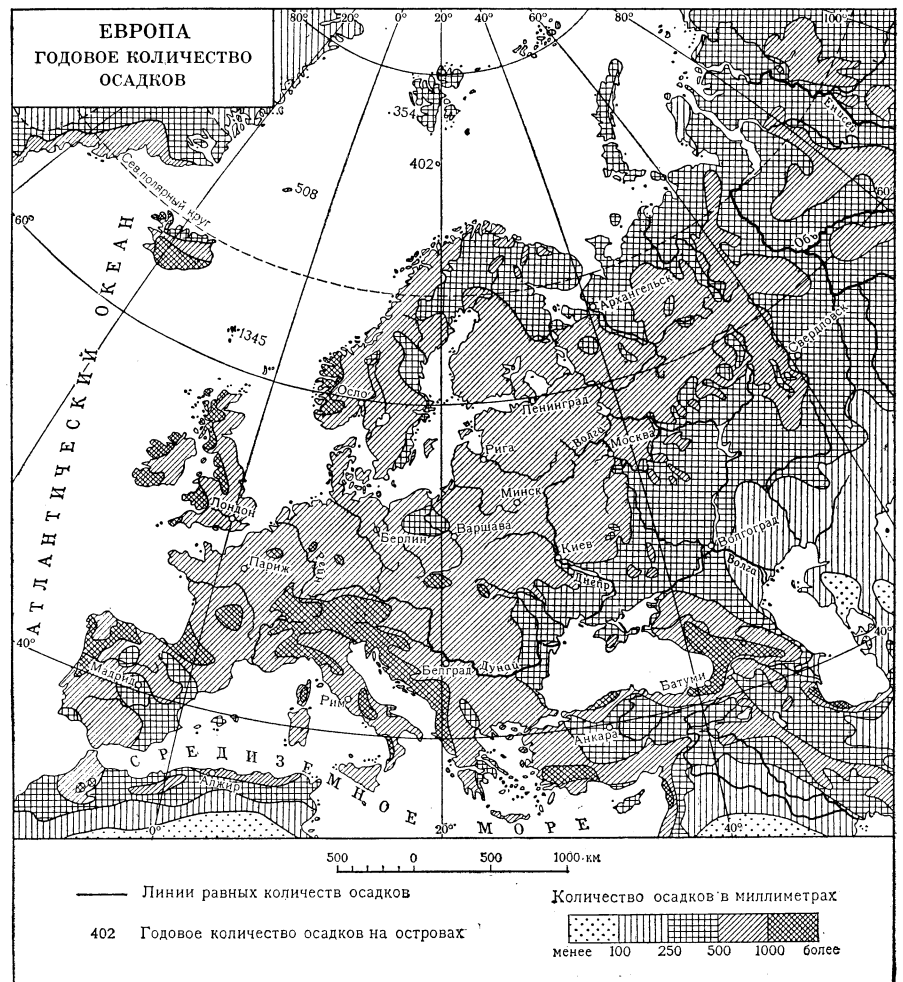 ЕВРОПА
ГОДОВОЕ КОЛИЧЕСТВО
ОСАДКОВ
80° 20° 0° 20° 40° 60° 80° 100°
Енисей
354
402
Сев. полярный круг
508
60°
60°
Обь
АТЛАНТИЧЕСКИЙ ОКЕАН
Архангельск
1345
Свердловск
Осло
Ленинград
Волга
Москва
Рига
Минск
Лондон
Варшава
Берлин
Волгоград
Киев
Париж
Рейн
Волга
Днепр
40°
40°
Мадрид
Белград
Дунай
Батуми
Рим
Анкара
СРЕДИЗЕМНОЕ МОРЕ
Алжир
0°
20°
40°
500 0 500 1000 км
Линии равных количеств осадков
402 Годовое количество осадков на островах
Количество осадков в миллиметрах
менее 100 250 500 1000 более